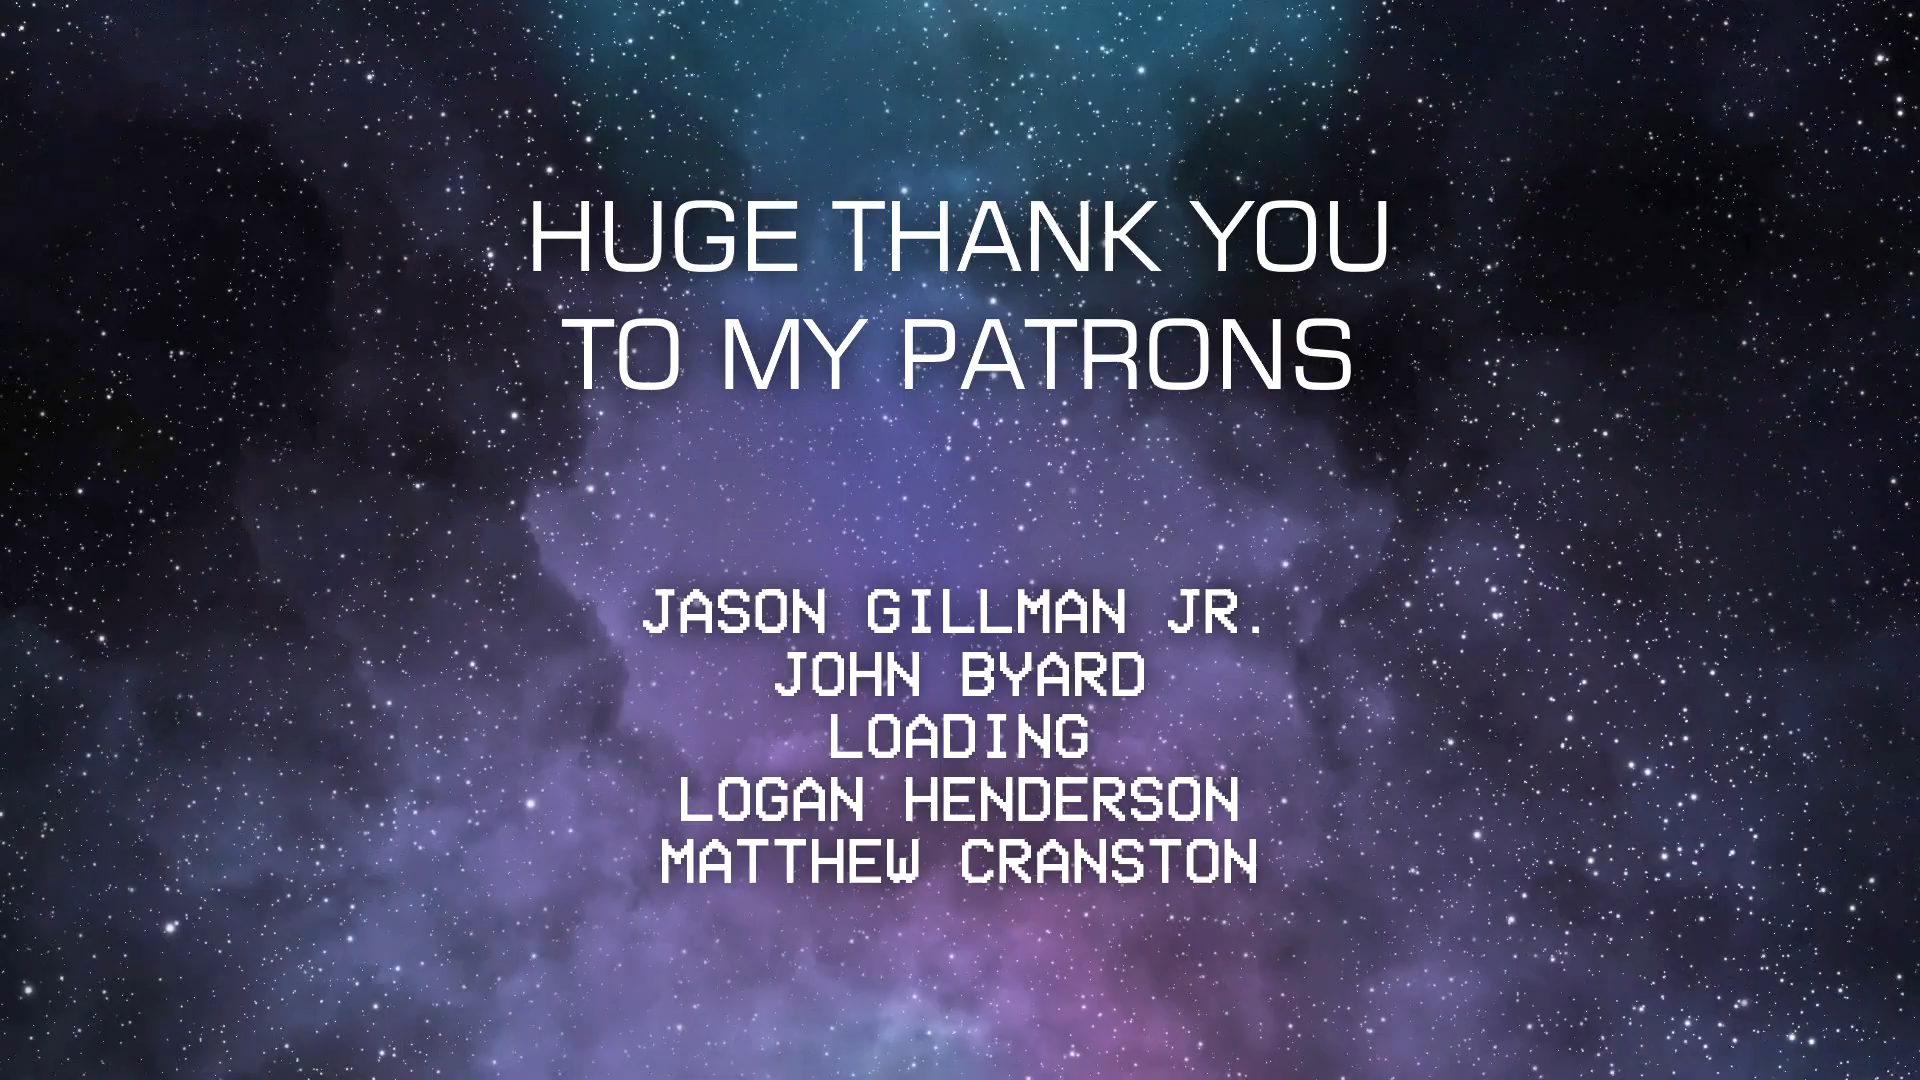 HUGE THANK YOU
TO MY PATRONS
JASON GILLMAN JR.
JOHN BYARD
LOADING
LOGAN HENDERSON
MATTHEW CRANSTON